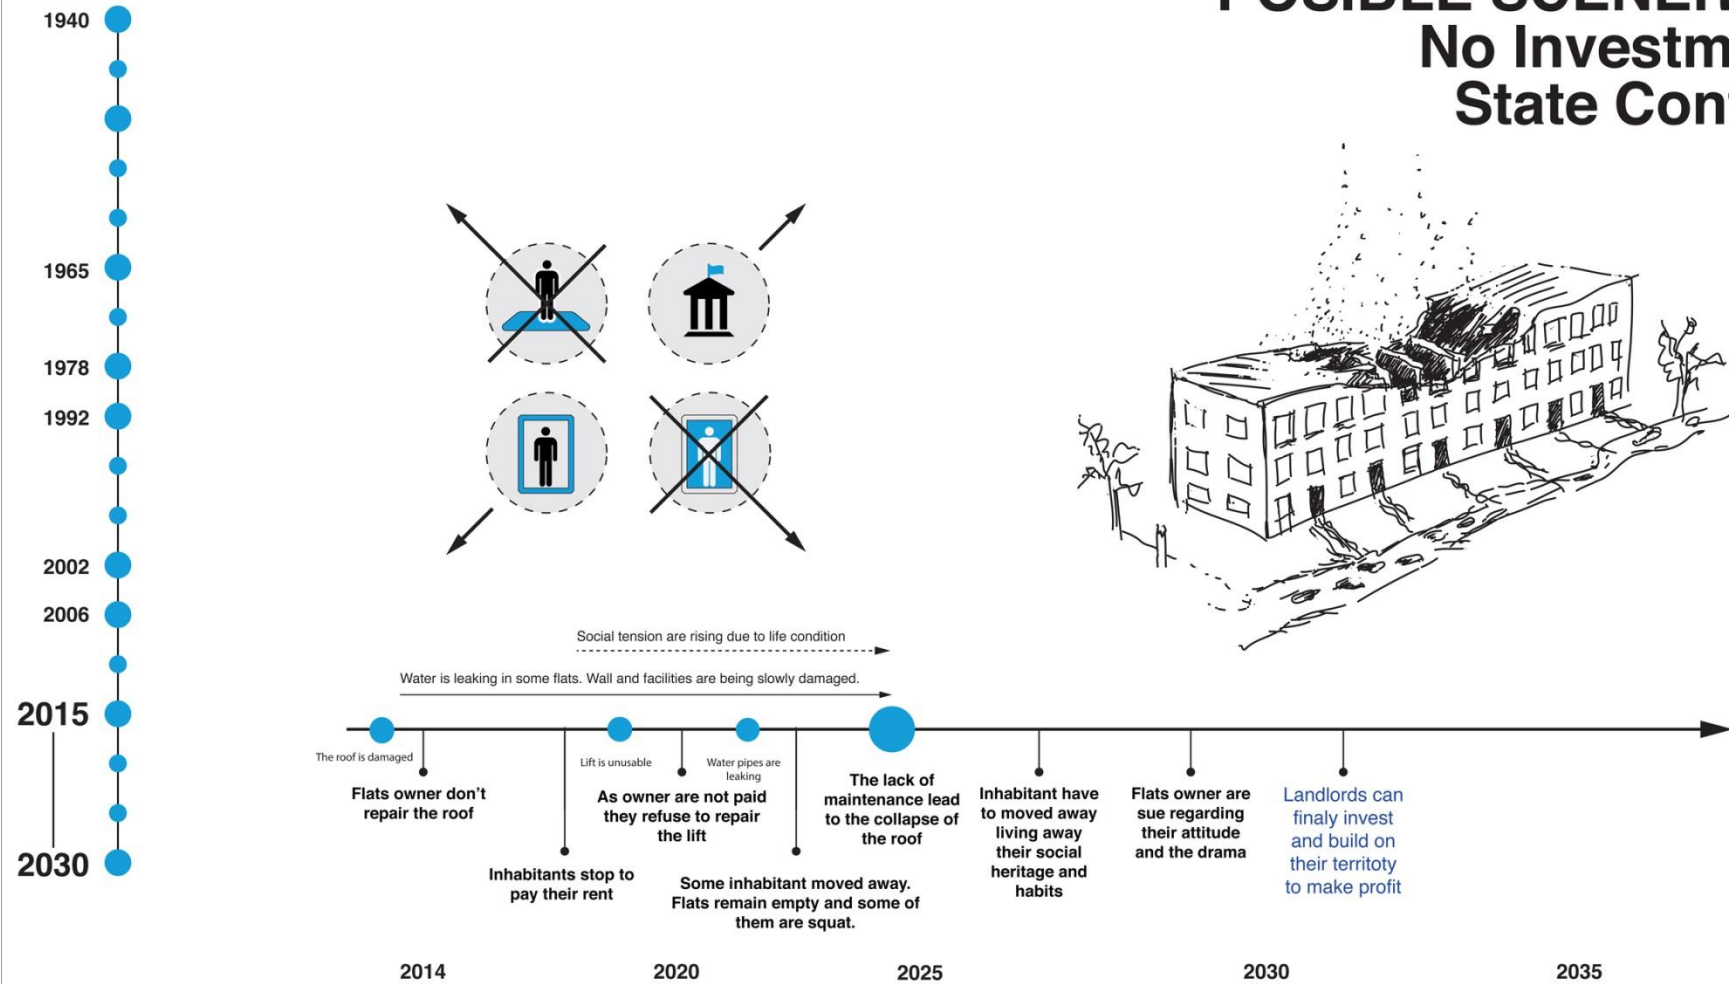 No
State
1940
1965
1978
1992
2002
2006
2015
2030
Social tension are rising due to life condition
Water is leaking in some flats. Wall and facilities are being slowly damaged.
The roof is damaged
Flats owner don't
repair the roof
Inhabitants stop to
pay their rent
Lift is unusable
As owner are not paid
they refuse to repair
the lift
Water pipes are
leaking
Some inhabitant moved away.
Flats remain empty and some of
them are squat.
The lack of
maintenance lead
to the collapse of
the roof
Inhabitant have
to moved away
living away
their social
heritage and
habits
Flats owner are
sue regarding
their attitude
and the drama
Landlords can
finaly invest
and build on
their territoty
to make profit
2014
2020
2025
2030
2035